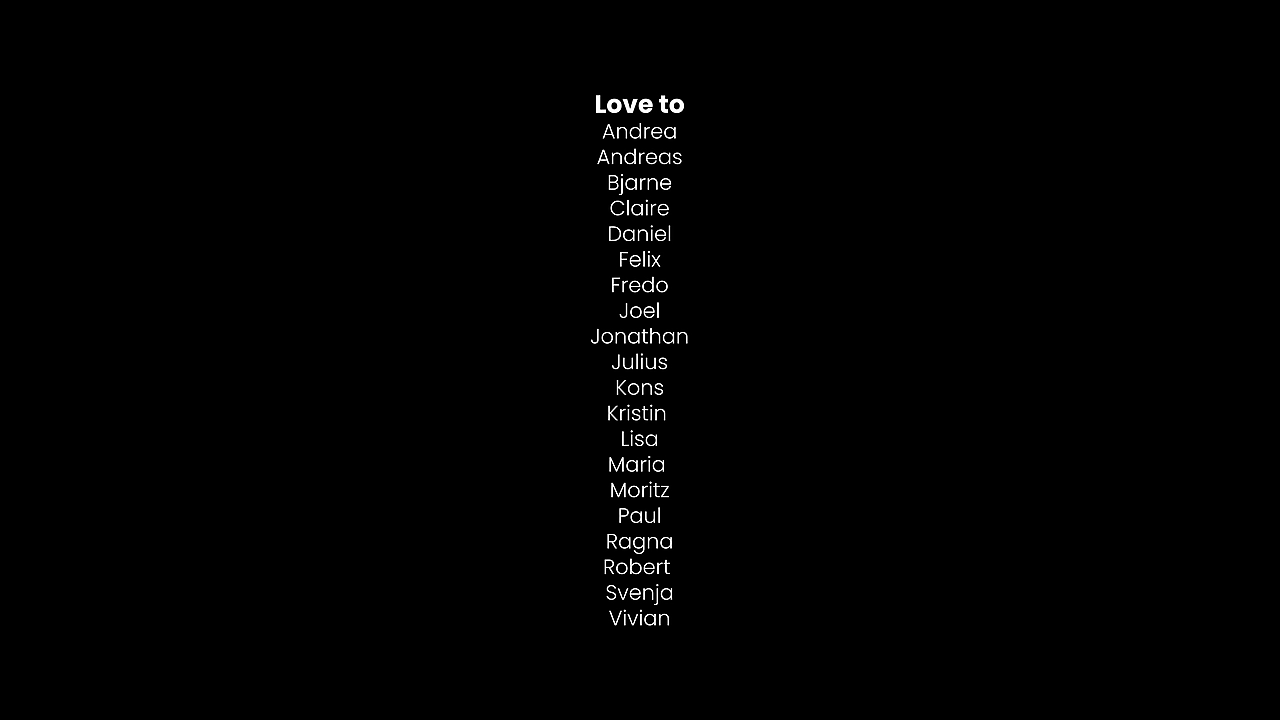 Love to
Andrea
Andreas
Bjarne
Claire
Daniel
Felix
Fredo
Joel
Jonathan
Julius
Kons
Kristin
Lisa
Maria
Moritz
Paul
Ragna
Robert
Svenja
Vivian